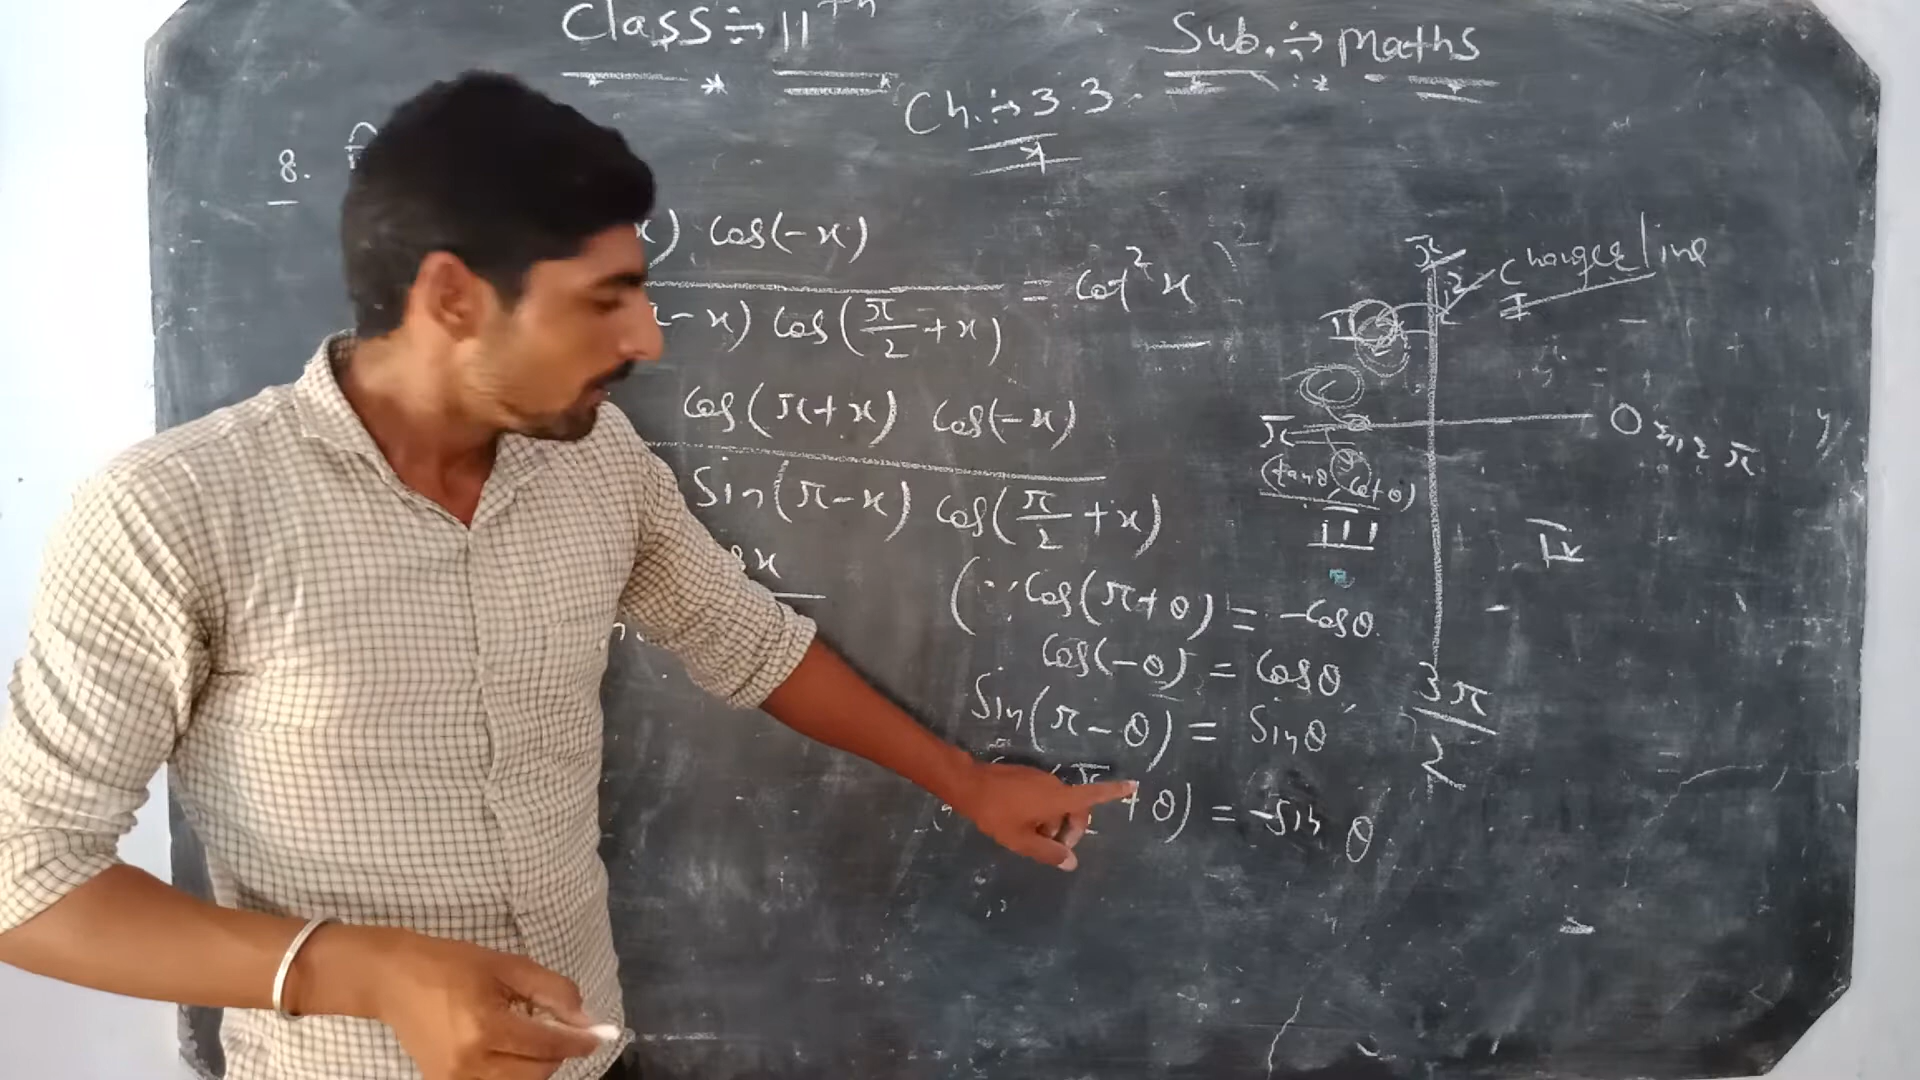 Class ÷ 11th
Sub. ÷ Maths
Ch. ÷ 3.3
8.
x) Cos(-x)
= Cot² x
- x) Cos(π/2 + x)
Cos(π+x) Cos(-x)
Sin(π-x) Cos(π/2 + x)
x
(∵ Cos(π+θ) = -Cosθ
Cos(-θ) = Cosθ,
Sin(π-θ) = Sinθ
+θ) = -Sin θ
π/2
Changer line
I
II
π
0
2π
(tanθ, Cotθ)
III
IV
3π/2